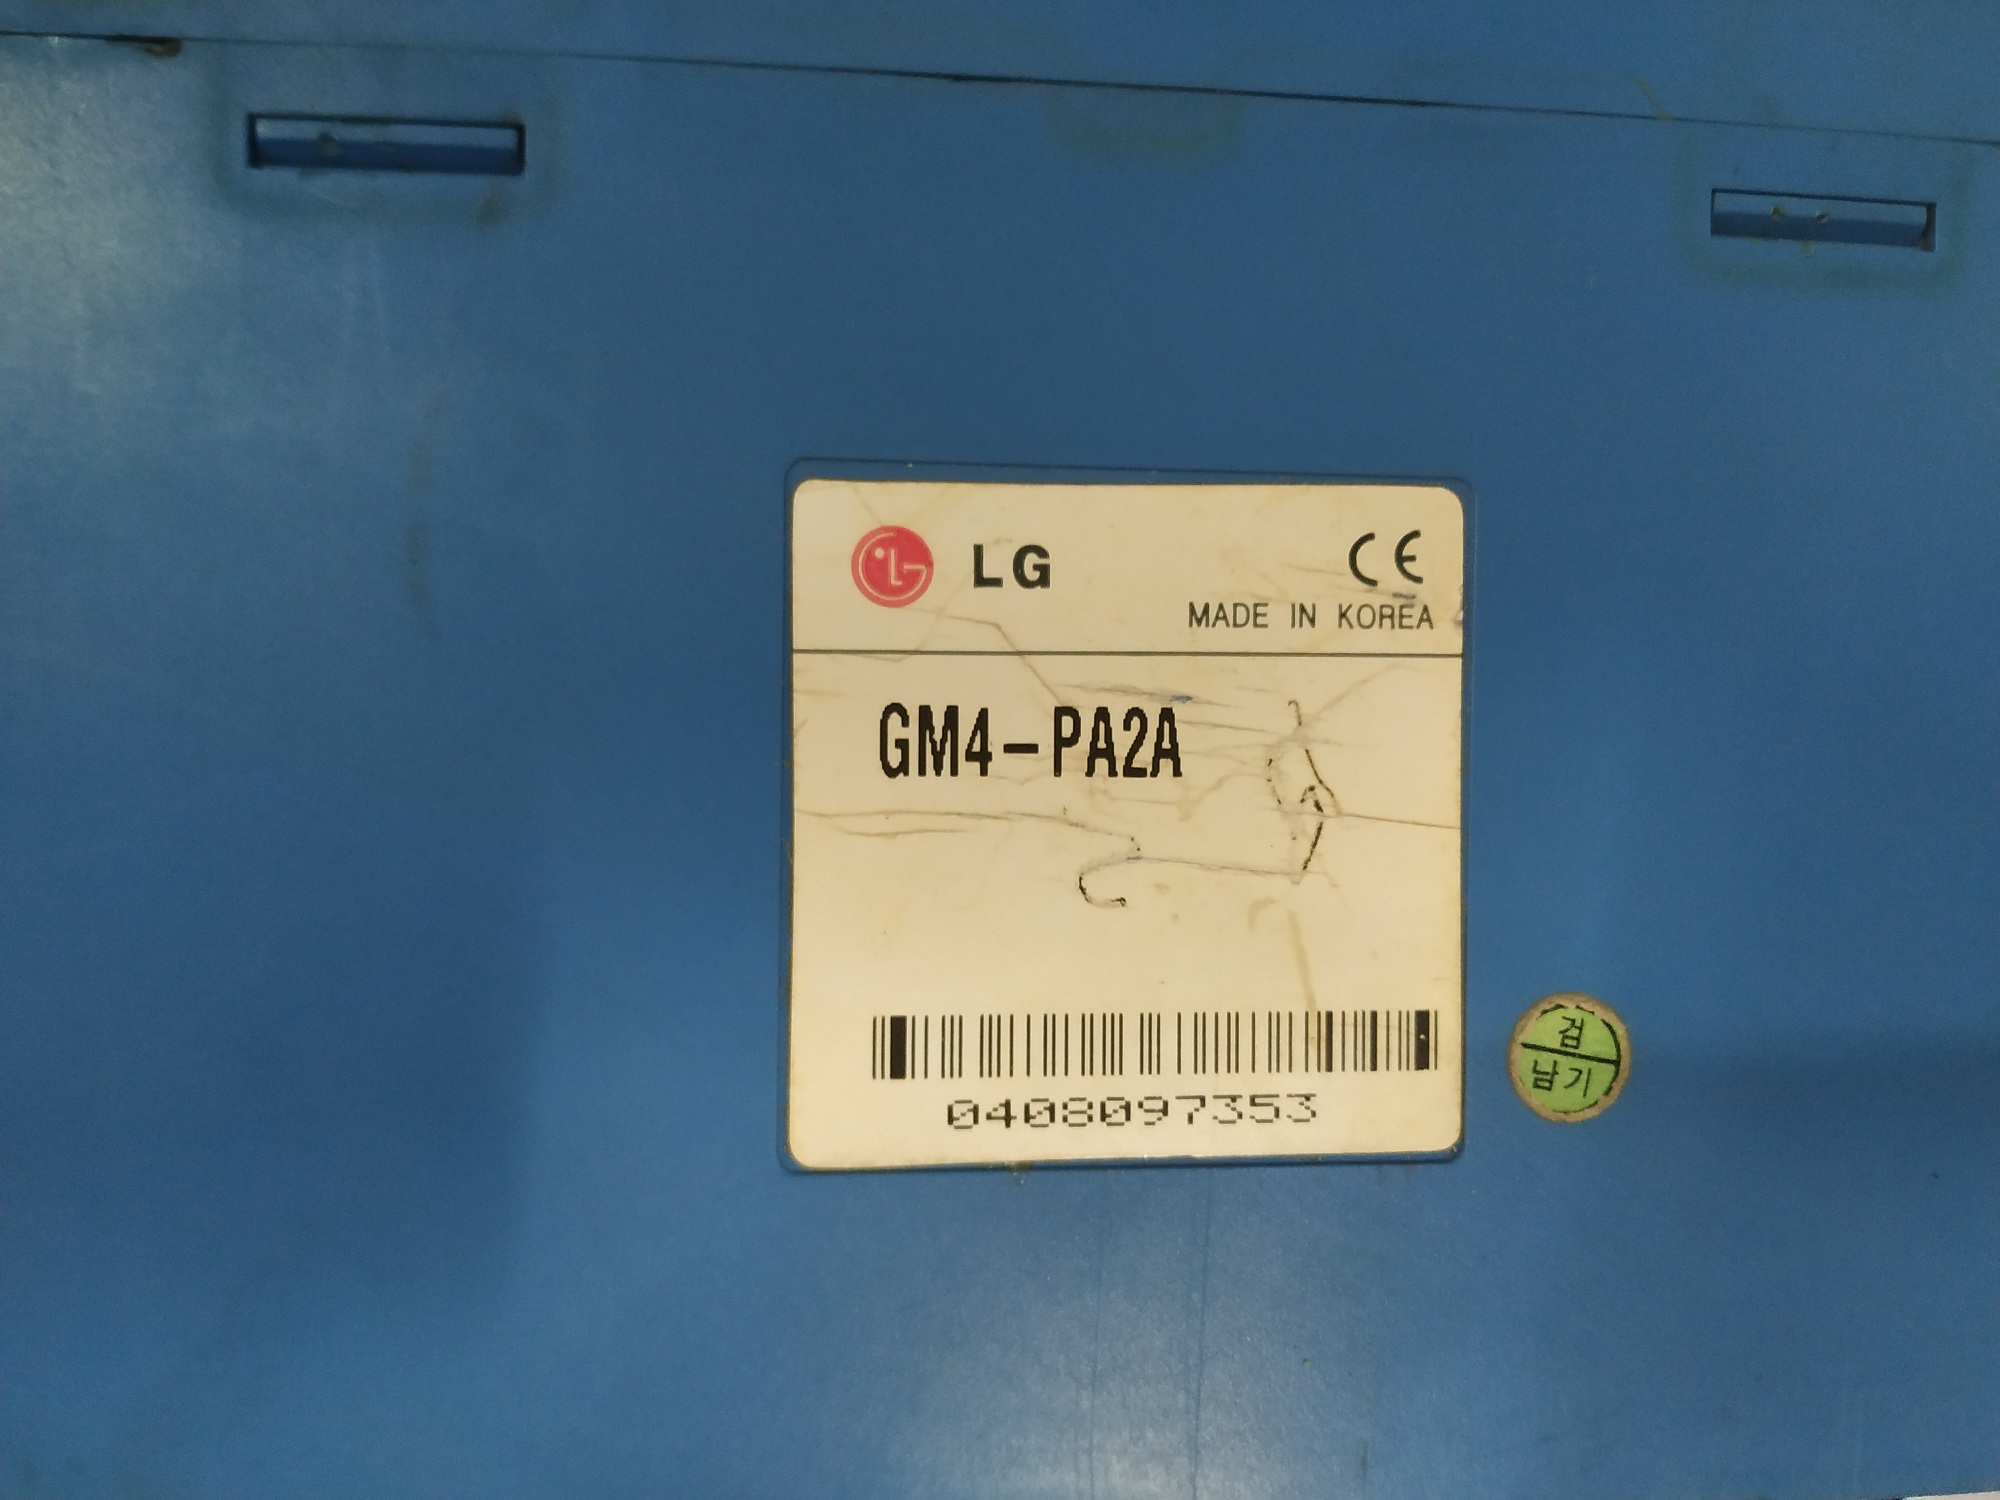 LG
CE
MADE IN KOREA
GM4-PA2A
0408097353
검
남기